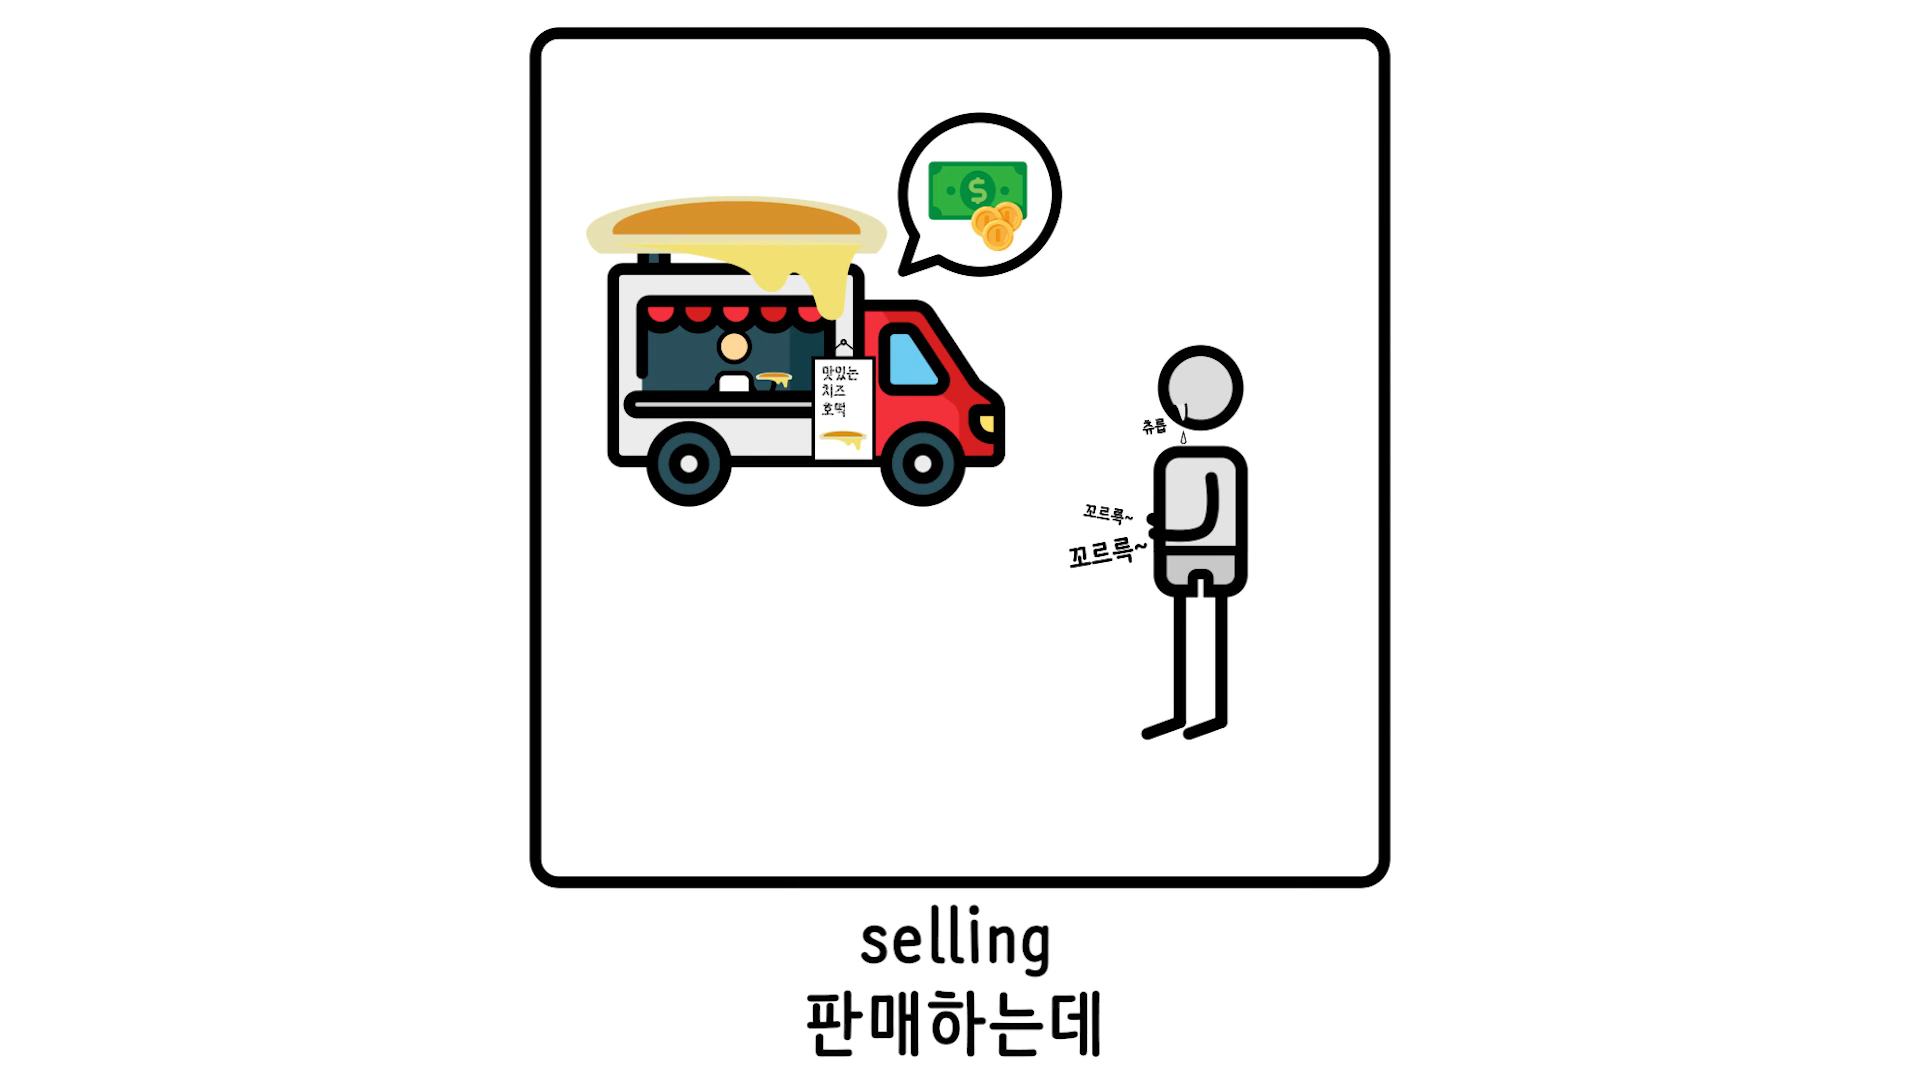 $
맛있는
치즈
호떡
츄릅
꼬르륵~
꼬르륵~
selling
판매하는데